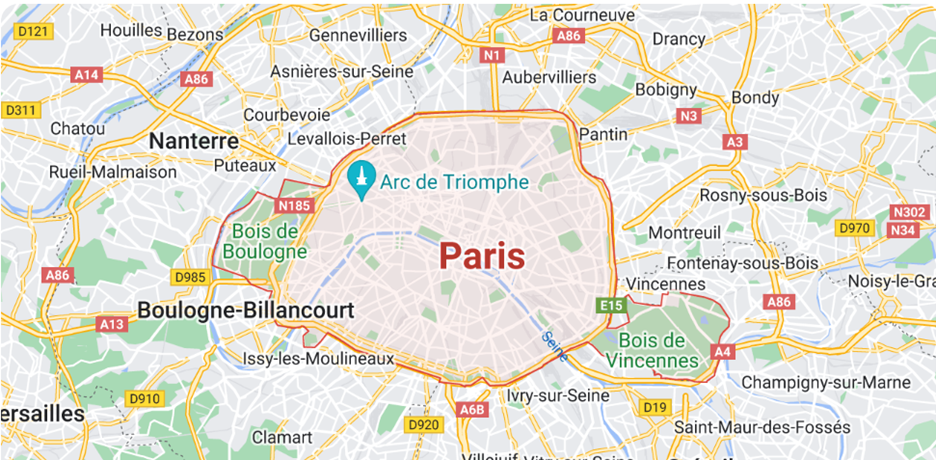 La Courneuve
D121
Houilles
Bezons
Gennevilliers
A86
Drancy
N1
A14
A86
Asnières-sur-Seine
Aubervilliers
Bobigny
Bondy
D311
Courbevoie
N3
Chatou
Nanterre
Levallois-Perret
Pantin
A3
Puteaux
Rueil-Malmaison
Arc de Triomphe
Rosny-sous-Bois
N185
N302
Bois de
Boulogne
D970
N34
Montreuil
Paris
Fontenay-sous-Bois
A86
D985
Vincennes
Noisy-le-Gra
Boulogne-Billancourt
E15
A86
A13
Bois de
Vincennes
Seine
A4
Issy-les-Moulineaux
Champigny-sur-Marne
D910
Ivry-sur-Seine
ersailles
A6B
D19
D920
Saint-Maur-des-Fossés
Clamart
Villejuif